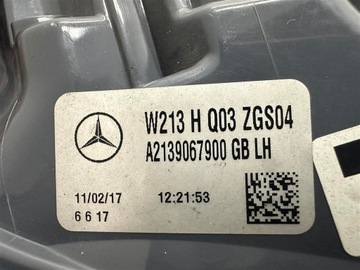 W213 H Q03 ZGS04
A2139067900 GB LH
11/02/17 12:21:53
6 6 17